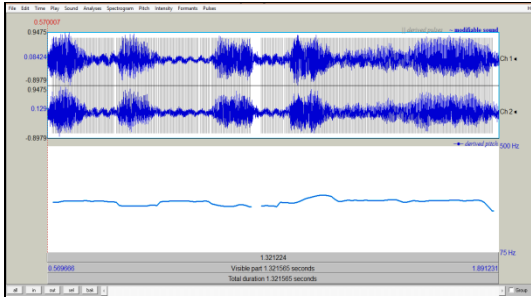 File Edit Time Play Sound Analyses Spectrogram Pitch Intensity Formants Pulses
0.570007
derived pulses modifiable sound
0.9475
0.08424
Ch 1
-0.8979
0.9475
0.129
Ch 2
-0.8979
derived pitch
500 Hz
75 Hz
1.321224
0.569666 Visible part 1.321565 seconds 1.891231
Total duration 1.321565 seconds
all in out sel bak Group